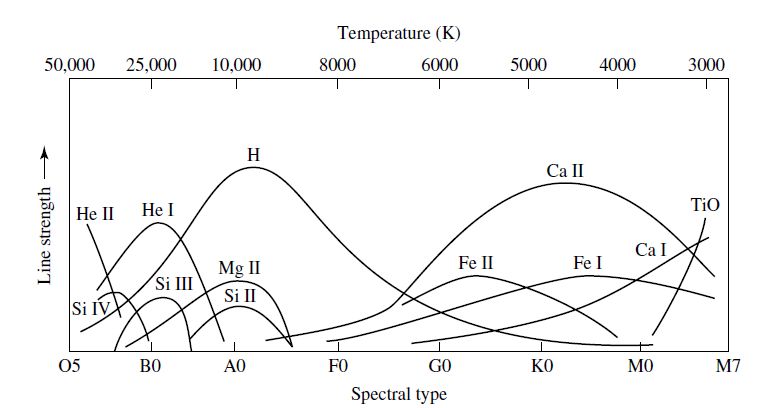 Temperature (K)
50,000 25,000 10,000 8000 6000 5000 4000 3000
H
Ca II
He II He I TiO
Ca I
Mg II Fe II Fe I
Si III
Si II
Si IV
Line strength
O5 B0 A0 F0 G0 K0 M0 M7
Spectral type